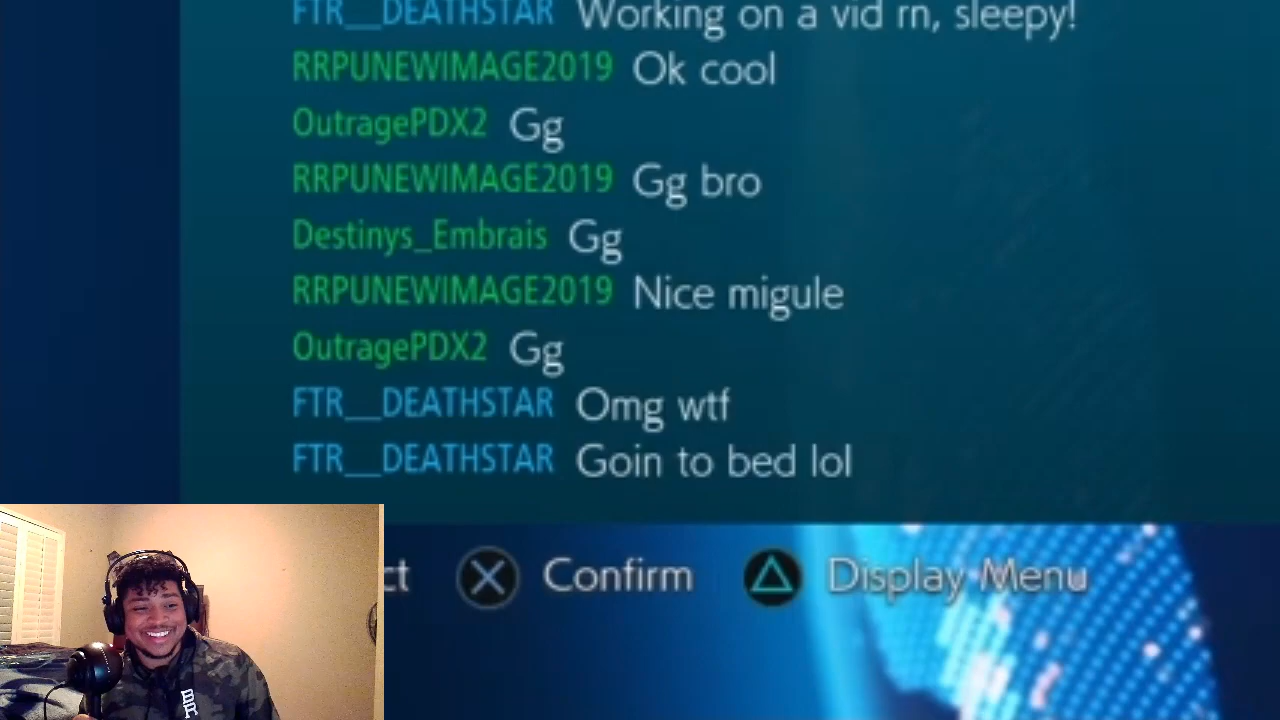 FTR__DEATHSTAR Working on a vid rn, sleepy!
RRPUNEWIMAGE2019 Ok cool
OutragePDX2 Gg
RRPUNEWIMAGE2019 Gg bro
Destinys_Embrais Gg
RRPUNEWIMAGE2019 Nice migule
OutragePDX2 Gg
FTR__DEATHSTAR Omg wtf
FTR__DEATHSTAR Goin to bed lol
ct Confirm Display Menu